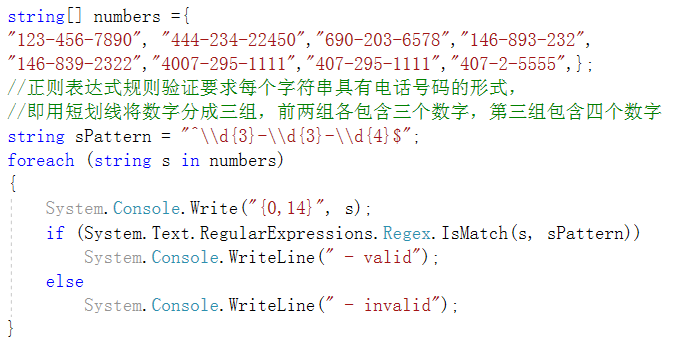 string[] numbers ={
"123-456-7890", "444-234-22450","690-203-6578","146-893-232",
"146-839-2322","4007-295-1111","407-295-1111","407-2-5555",};
//正则表达式规则验证要求每个字符串具有电话号码的形式，
//即用短划线将数字分成三组，前两组各包含三个数字，第三组包含四个数字
string sPattern = "^\\d{3}-\\d{3}-\\d{4}$";
foreach (string s in numbers)
{
    System.Console.Write("{0,14}", s);
    if (System.Text.RegularExpressions.Regex.IsMatch(s, sPattern))
        System.Console.WriteLine(" - valid");
    else
        System.Console.WriteLine(" - invalid");
}